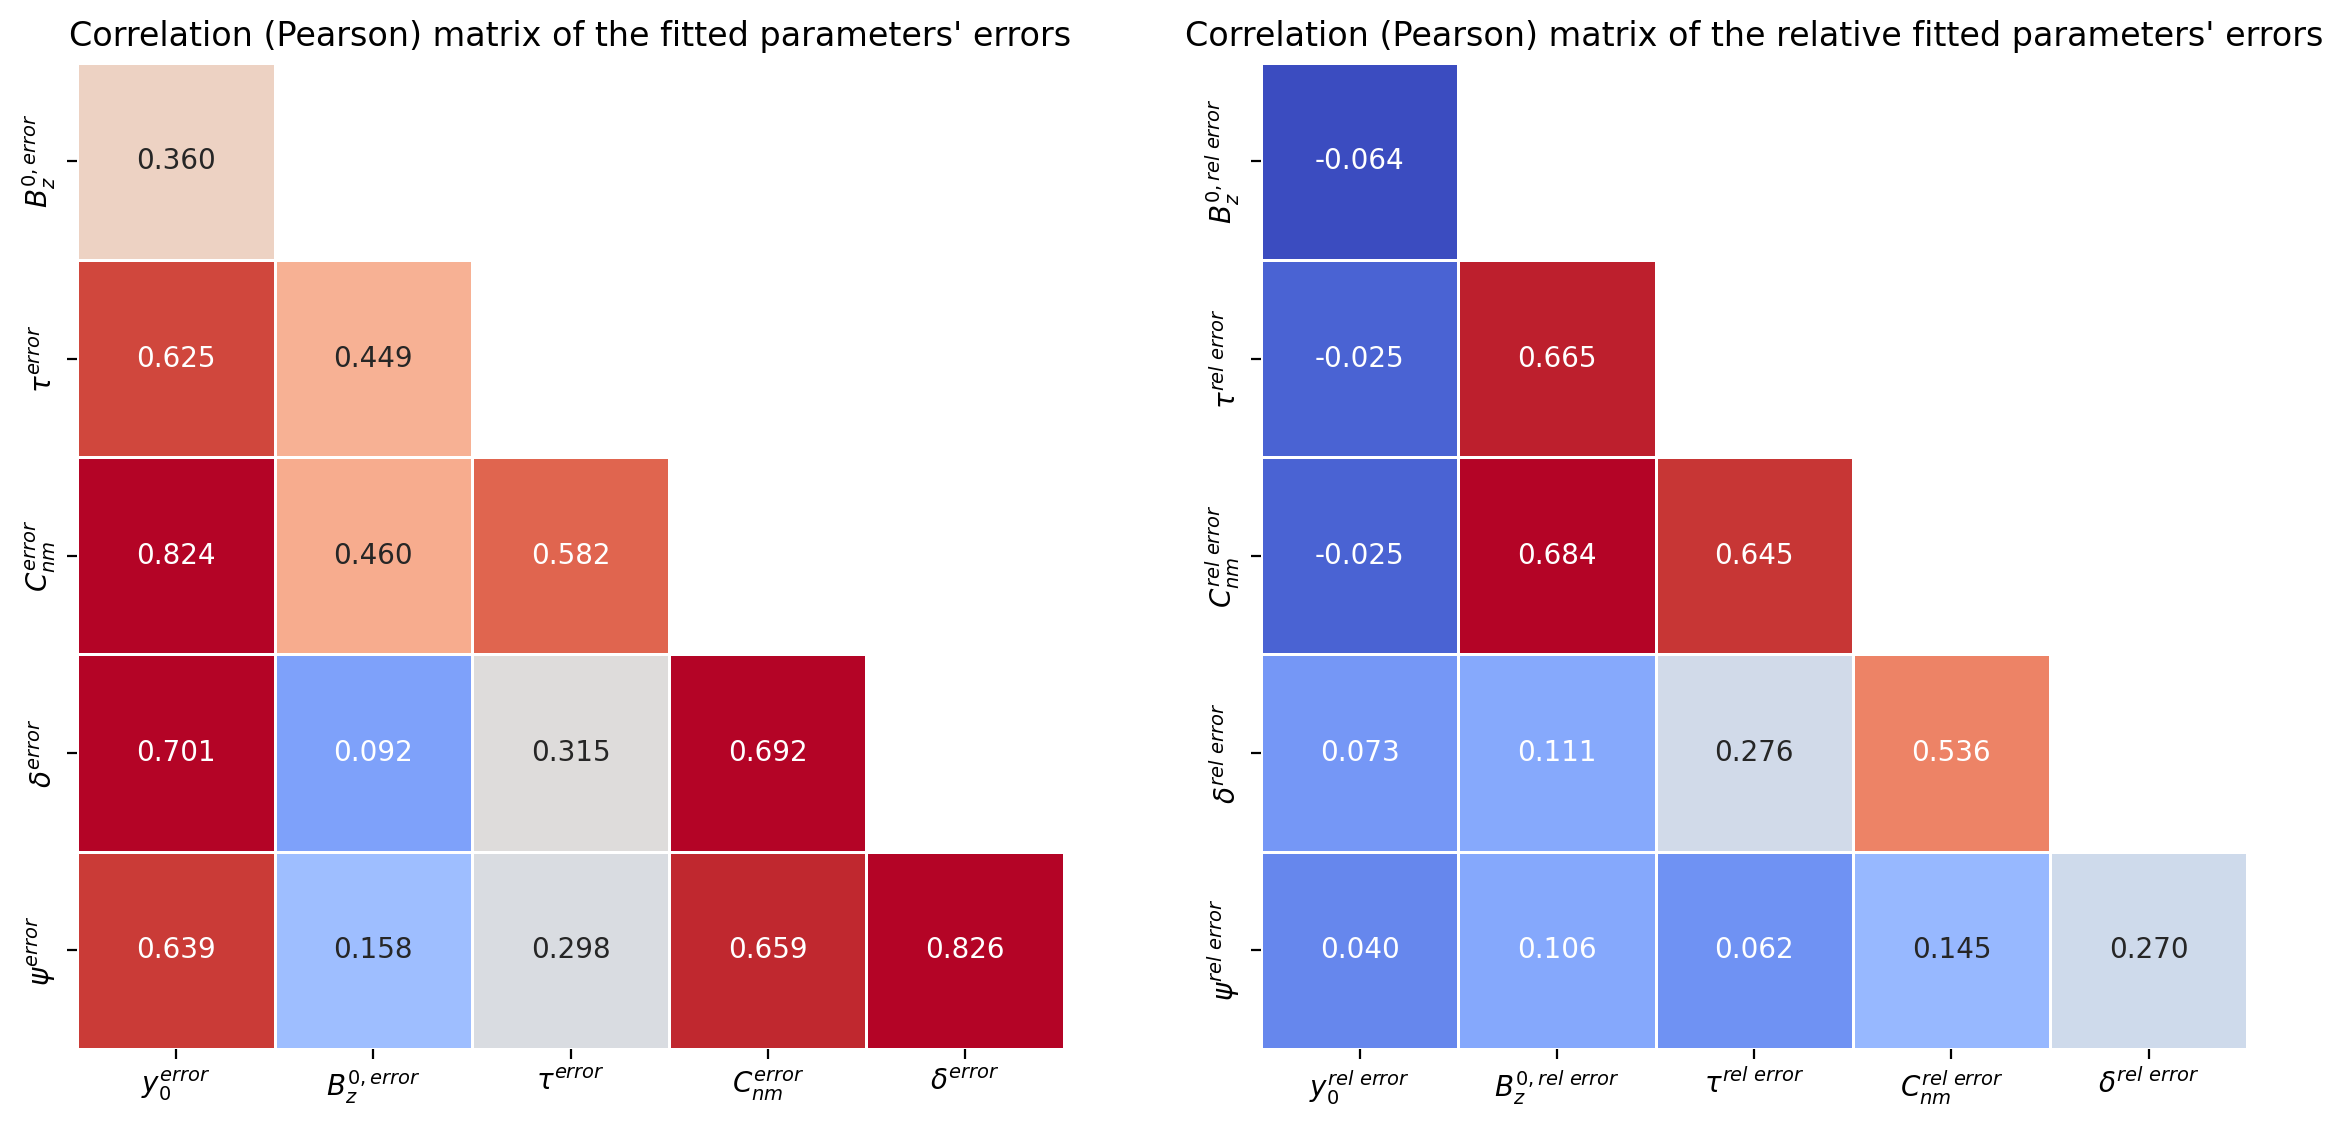 Correlation (Pearson) matrix of the fitted parameters' errors
B_z^{0, error} 0.360
τ^{error} 0.625 0.449
C_{nm}^{error} 0.824 0.460 0.582
δ^{error} 0.701 0.092 0.315 0.692
ψ^{error} 0.639 0.158 0.298 0.659 0.826
y_0^{error} B_z^{0, error} τ^{error} C_{nm}^{error} δ^{error}
Correlation (Pearson) matrix of the relative fitted parameters' errors
B_z^{0, rel error} -0.064
τ^{rel error} -0.025 0.665
C_{nm}^{rel error} -0.025 0.684 0.645
δ^{rel error} 0.073 0.111 0.276 0.536
ψ^{rel error} 0.040 0.106 0.062 0.145 0.270
y_0^{rel error} B_z^{0, rel error} τ^{rel error} C_{nm}^{rel error} δ^{rel error}